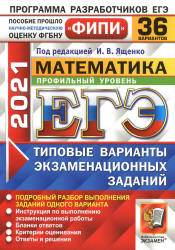 ПРОГРАММА РАЗРАБОТЧИКОВ ЕГЭ
ПОСОБИЕ ПРОШЛО
НАУЧНО-МЕТОДИЧЕСКУЮ
ОЦЕНКУ ФГБНУ
"ФИПИ"
36
ВАРИАНТОВ
Под редакцией И. В. Ященко
2021
МАТЕМАТИКА
ПРОФИЛЬНЫЙ УРОВЕНЬ
ЕГЭ
ТИПОВЫЕ ВАРИАНТЫ
ЭКЗАМЕНАЦИОННЫХ
ЗАДАНИЙ
ПОДРОБНЫЙ РАЗБОР ВЫПОЛНЕНИЯ
ЗАДАНИЙ ОДНОГО ВАРИАНТА
Инструкция по выполнению
экзаменационной работы
Бланки ответов
Критерии оценивания
Ответы и решения
ИЗДАТЕЛЬСТВО
ЭКЗАМЕН